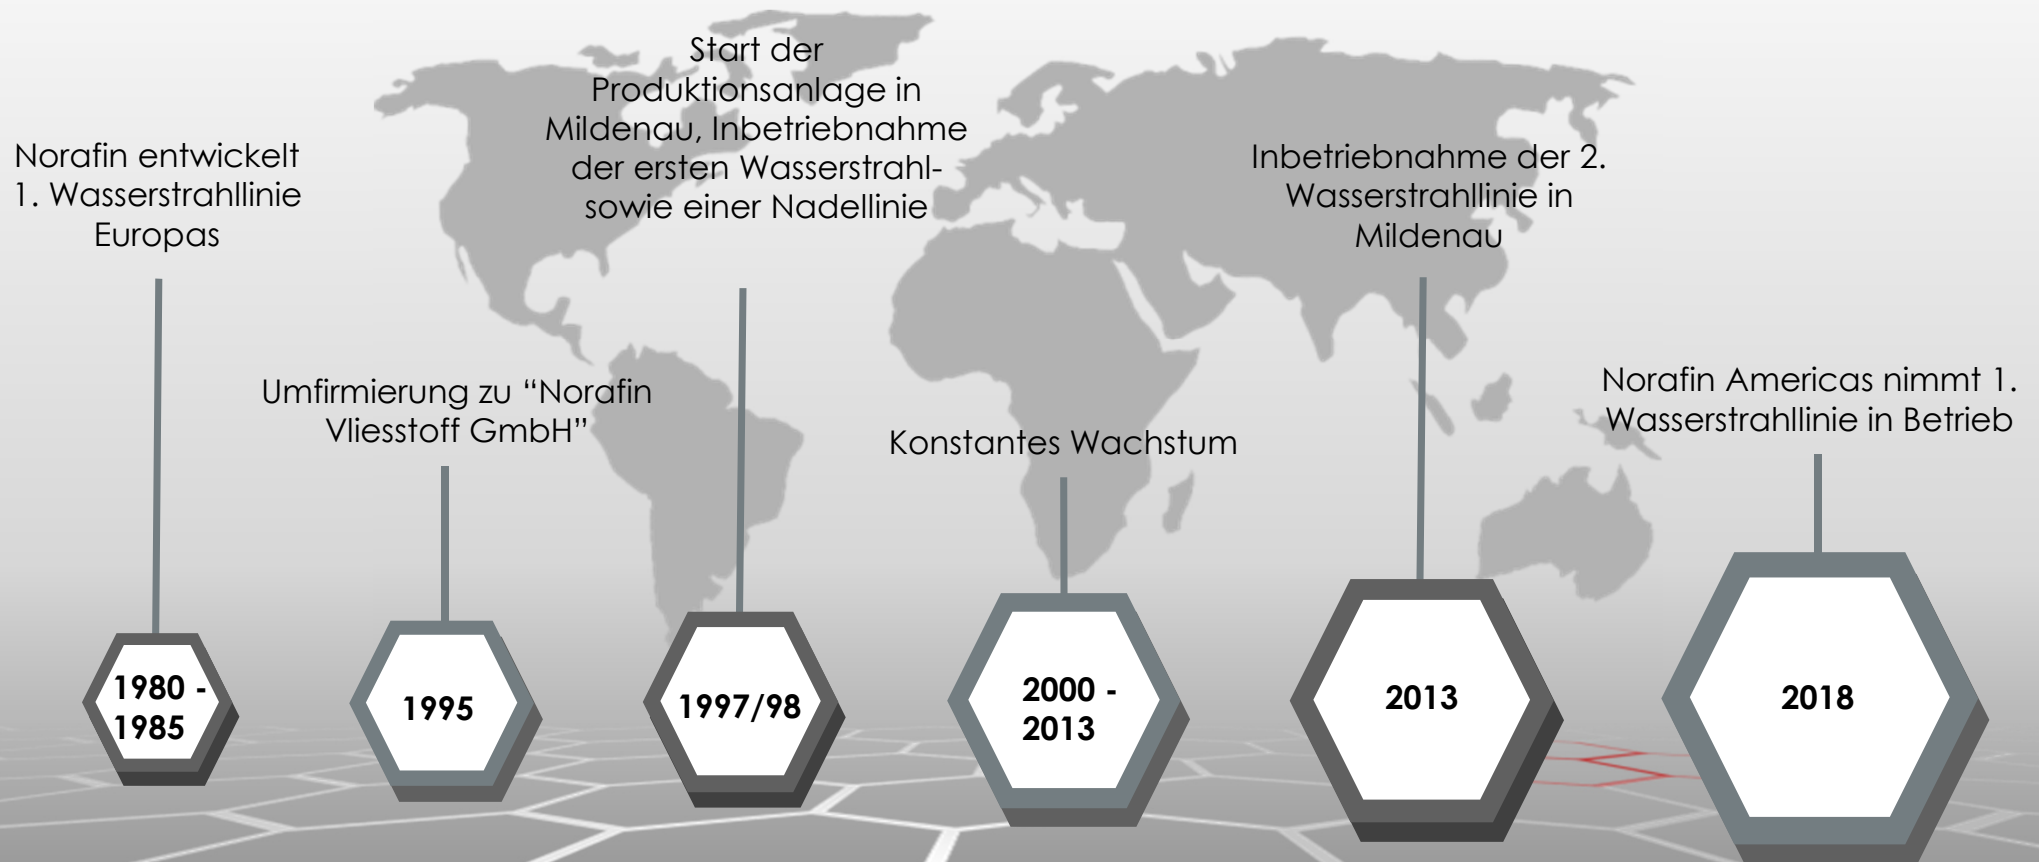 Norafin entwickelt
1. Wasserstrahllinie
Europas
1980 -
1985
Umfirmierung zu “Norafin
Vliesstoff GmbH”
1995
Start der
Produktionsanlage in
Mildenau, Inbetriebnahme
der ersten Wasserstrahl-
sowie einer Nadellinie
1997/98
Konstantes Wachstum
2000 -
2013
Inbetriebnahme der 2.
Wasserstrahllinie in
Mildenau
2013
Norafin Americas nimmt 1.
Wasserstrahllinie in Betrieb
2018